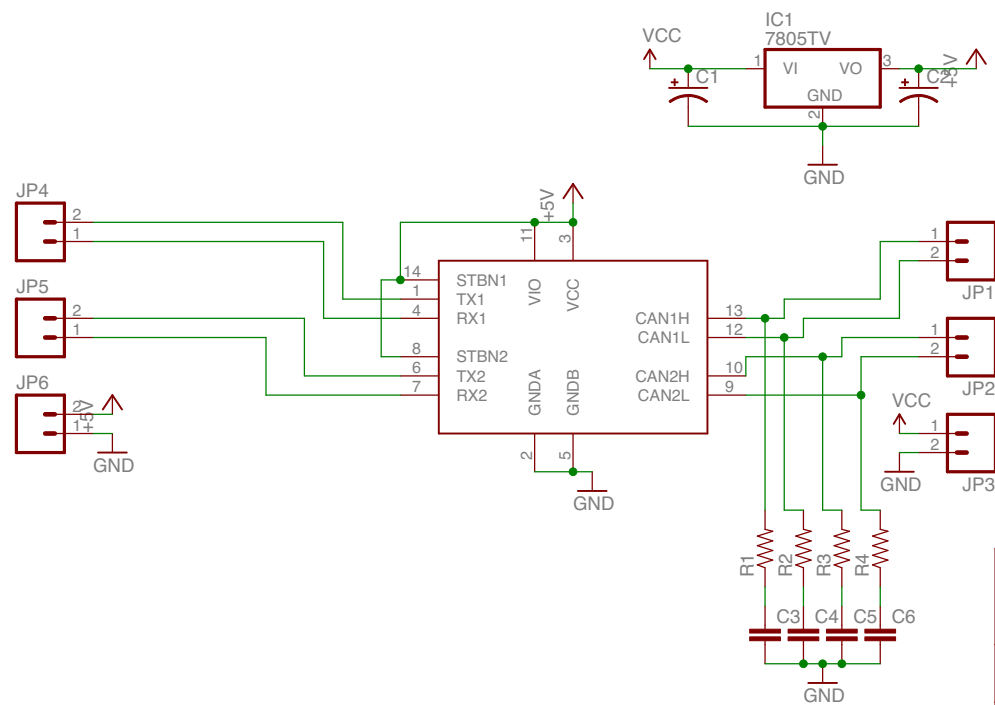 IC1
7805TV
VCC
1
VI
VO
3
+5V
C1
C2
GND
2
GND
JP4
2
1
+5V
11
3
14
STBN1
VIO
VCC
1
TX1
4
RX1
JP5
2
1
8
STBN2
6
TX2
7
RX2
GNDA
GNDB
2
5
GND
CAN1H
13
CAN1L
12
CAN2H
10
CAN2L
9
JP6
2
+5V
1
GND
1
2
JP1
1
2
JP2
VCC
1
2
GND
JP3
R1
R2
R3
R4
C3
C4
C5
C6
GND